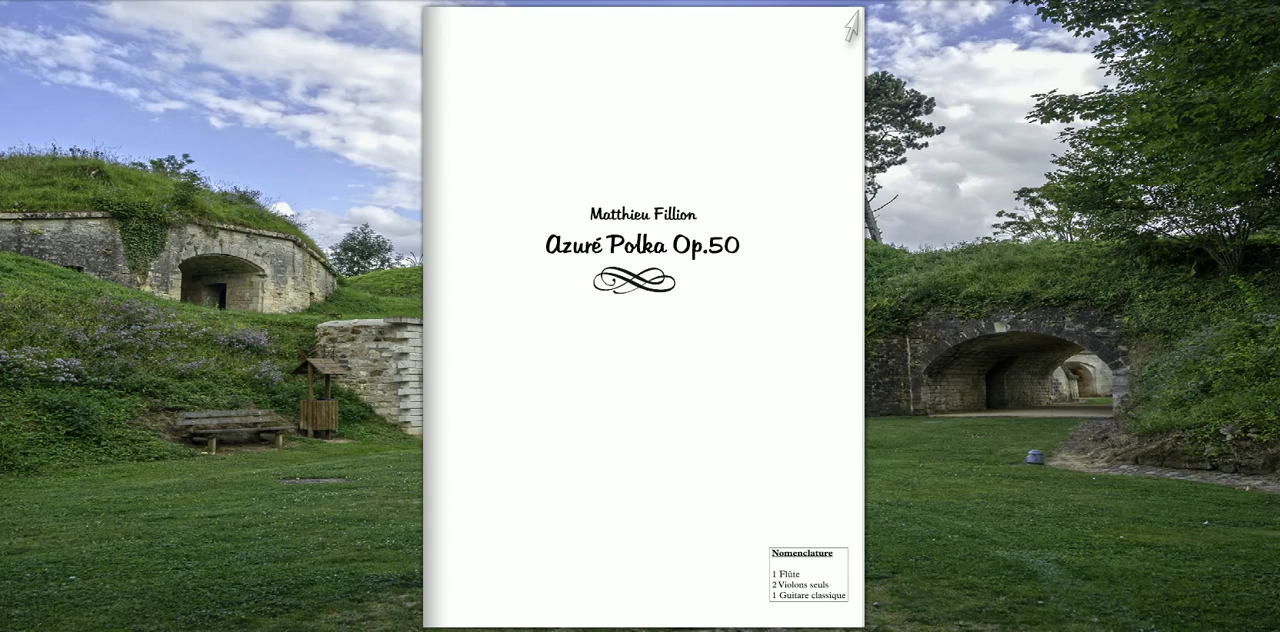 Matthieu Fillion
Azuré Polka Op.50
Nomenclature
1 Flûte
2 Violons seuls
1 Guitare classique